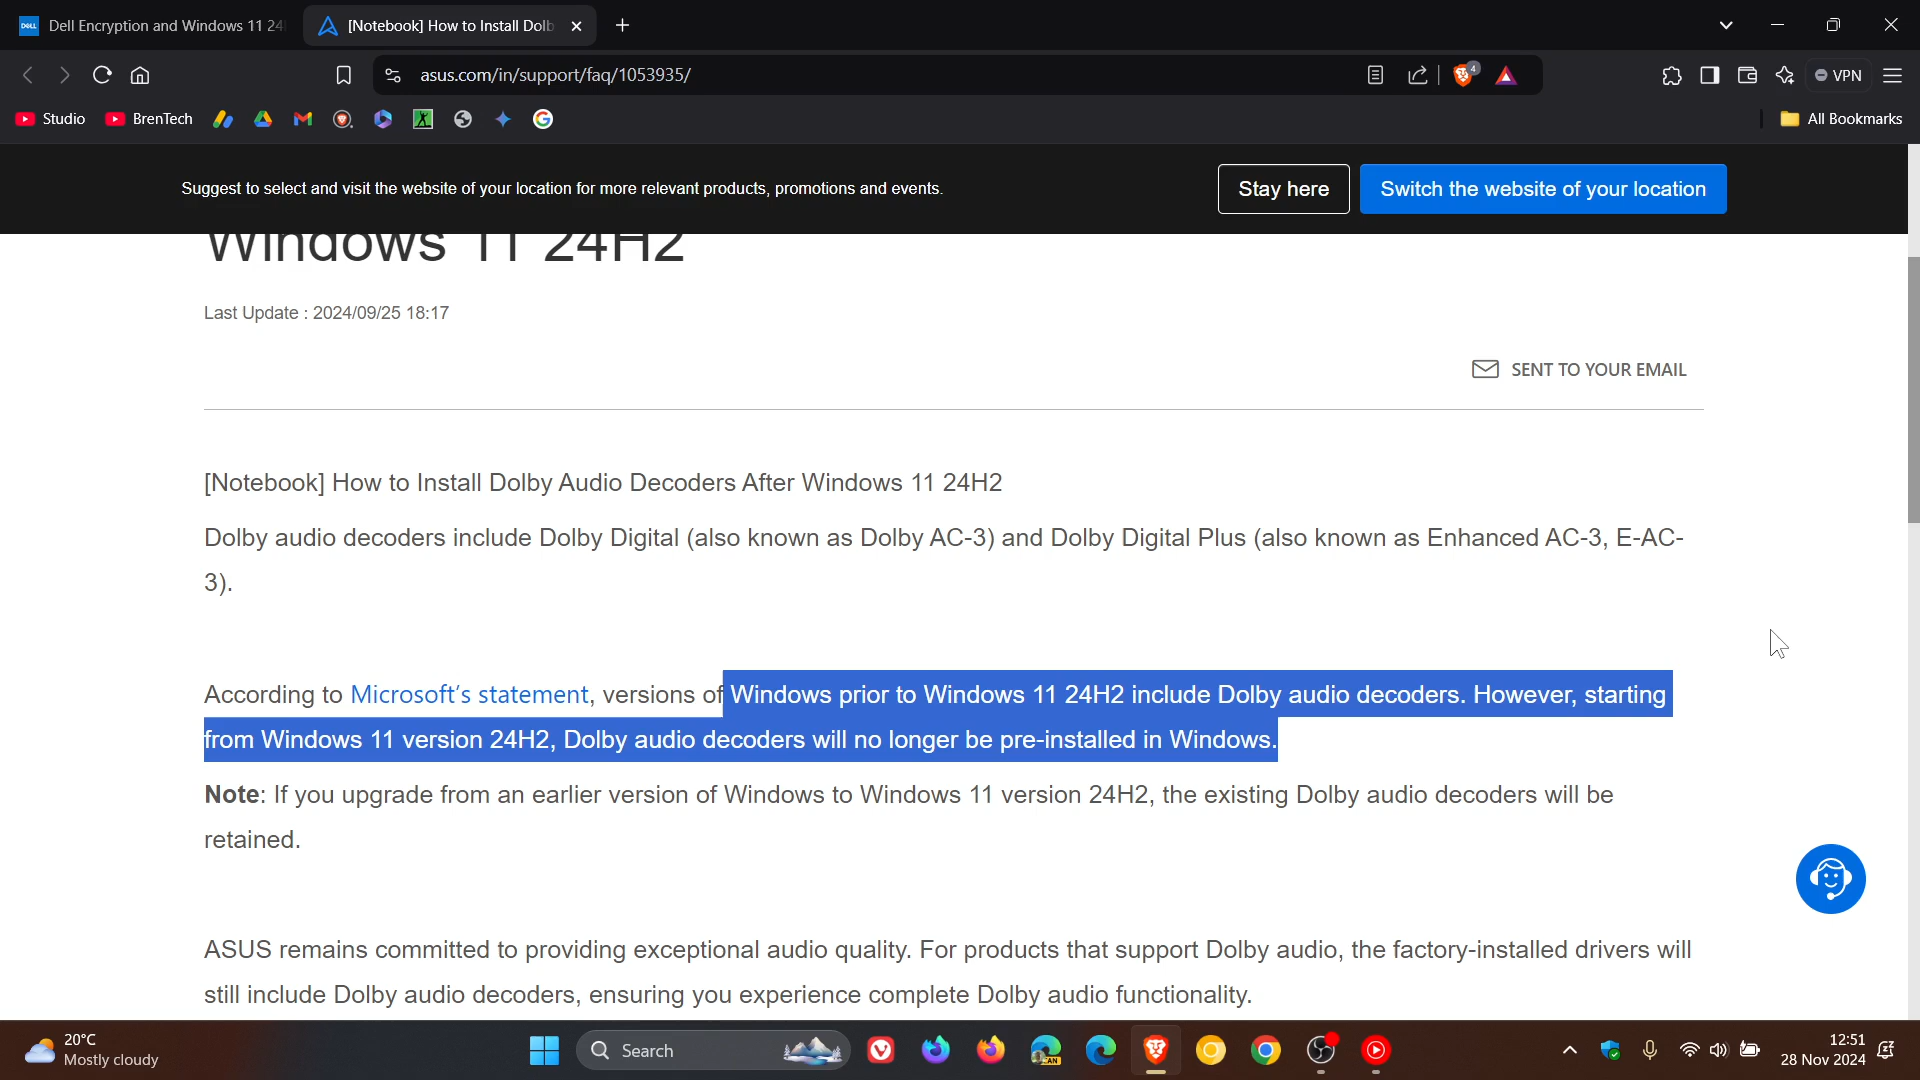 DELL Dell Encryption and Windows 11 24
[Notebook] How to Install Dolb
asus.com/in/support/faq/1053935/
4
VPN
Studio
BrenTech
All Bookmarks
Suggest to select and visit the website of your location for more relevant products, promotions and events.
Stay here
Switch the website of your location
Windows 11 24H2
Last Update : 2024/09/25 18:17
SENT TO YOUR EMAIL
[Notebook] How to Install Dolby Audio Decoders After Windows 11 24H2
Dolby audio decoders include Dolby Digital (also known as Dolby AC-3) and Dolby Digital Plus (also known as Enhanced AC-3, E-AC-
3).
According to Microsoft's statement, versions of Windows prior to Windows 11 24H2 include Dolby audio decoders. However, starting
from Windows 11 version 24H2, Dolby audio decoders will no longer be pre-installed in Windows.
Note: If you upgrade from an earlier version of Windows to Windows 11 version 24H2, the existing Dolby audio decoders will be
retained.
ASUS remains committed to providing exceptional audio quality. For products that support Dolby audio, the factory-installed drivers will
still include Dolby audio decoders, ensuring you experience complete Dolby audio functionality.
20°C
Mostly cloudy
Search
CAN
12:51
28 Nov 2024